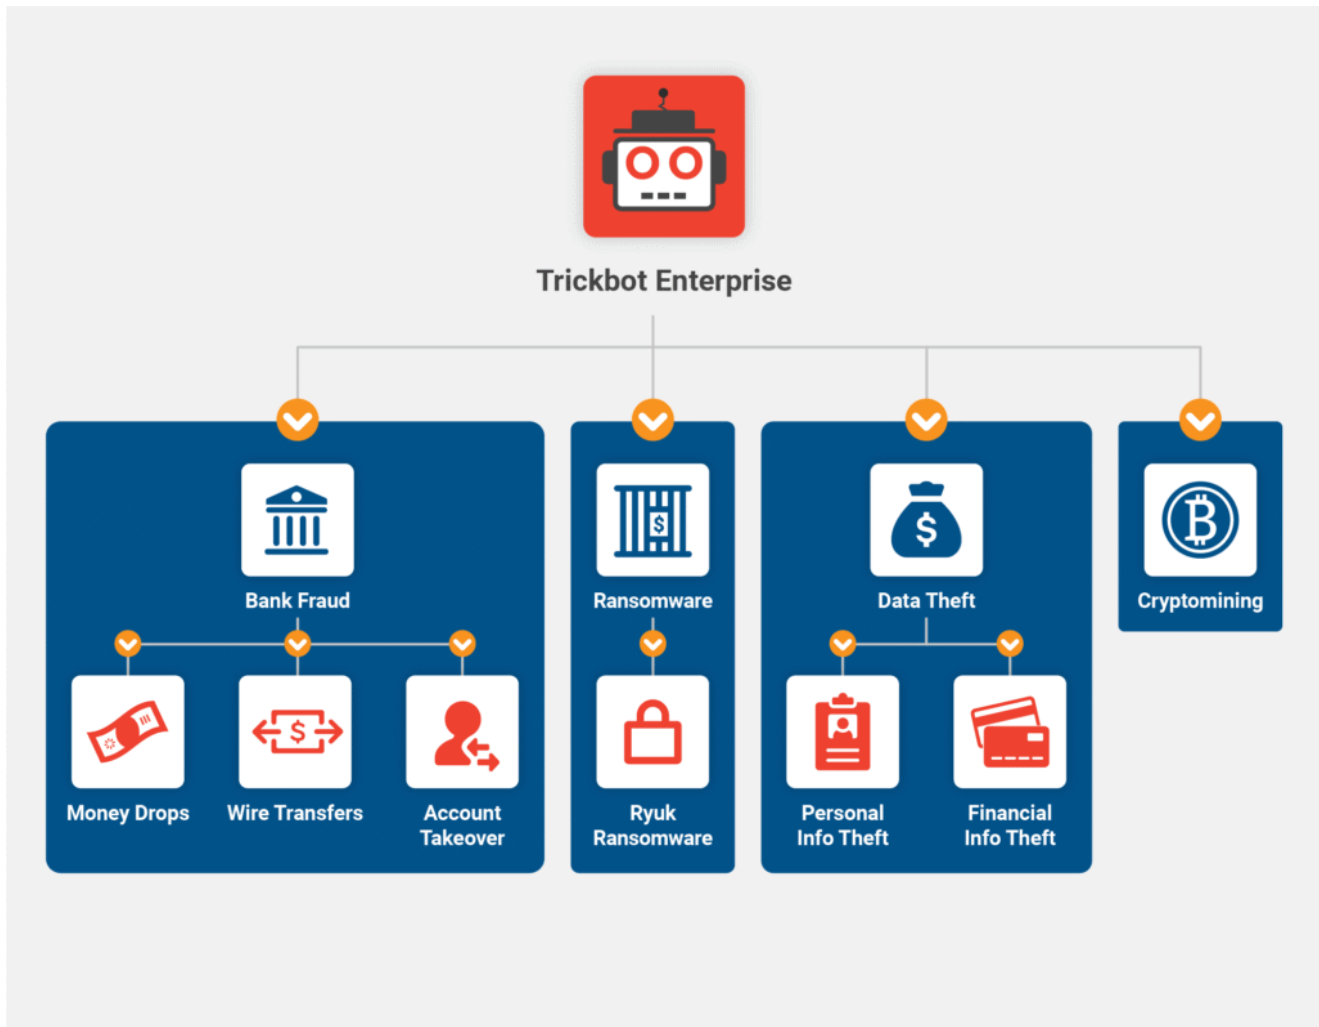 Trickbot Enterprise
Bank Fraud
Ransomware
Data Theft
Cryptomining
Money Drops
Wire Transfers
Account
Takeover
Ryuk
Ransomware
Personal
Info Theft
Financial
Info Theft